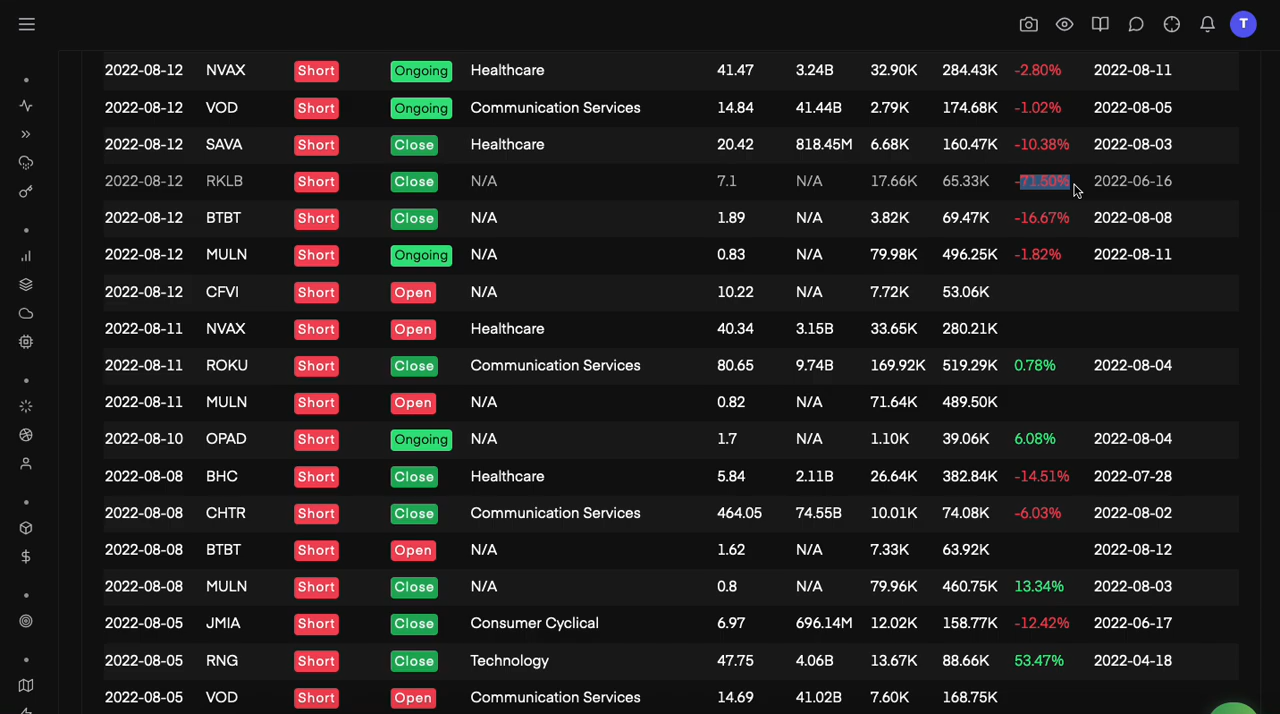 T
2022-08-12 NVAX Short Ongoing Healthcare 41.47 3.24B 32.90K 284.43K -2.80% 2022-08-11
2022-08-12 VOD Short Ongoing Communication Services 14.84 41.44B 2.79K 174.68K -1.02% 2022-08-05
2022-08-12 SAVA Short Close Healthcare 20.42 818.45M 6.68K 160.47K -10.38% 2022-08-03
2022-08-12 RKLB Short Close N/A 7.1 N/A 17.66K 65.33K -71.50% 2022-06-16
2022-08-12 BTBT Short Close N/A 1.89 N/A 3.82K 69.47K -16.67% 2022-08-08
2022-08-12 MULN Short Ongoing N/A 0.83 N/A 79.98K 496.25K -1.82% 2022-08-11
2022-08-12 CFVI Short Open N/A 10.22 N/A 7.72K 53.06K
2022-08-11 NVAX Short Open Healthcare 40.34 3.15B 33.65K 280.21K
2022-08-11 ROKU Short Close Communication Services 80.65 9.74B 169.92K 519.29K 0.78% 2022-08-04
2022-08-11 MULN Short Open N/A 0.82 N/A 71.64K 489.50K
2022-08-10 OPAD Short Ongoing N/A 1.7 N/A 1.10K 39.06K 6.08% 2022-08-04
2022-08-08 BHC Short Close Healthcare 5.84 2.11B 26.64K 382.84K -14.51% 2022-07-28
2022-08-08 CHTR Short Close Communication Services 464.05 74.55B 10.01K 74.08K -6.03% 2022-08-02
2022-08-08 BTBT Short Open N/A 1.62 N/A 7.33K 63.92K 2022-08-12
2022-08-08 MULN Short Close N/A 0.8 N/A 79.96K 460.75K 13.34% 2022-08-03
2022-08-05 JMIA Short Close Consumer Cyclical 6.97 696.14M 12.02K 158.77K -12.42% 2022-06-17
2022-08-05 RNG Short Close Technology 47.75 4.06B 13.67K 88.66K 53.47% 2022-04-18
2022-08-05 VOD Short Open Communication Services 14.69 41.02B 7.60K 168.75K